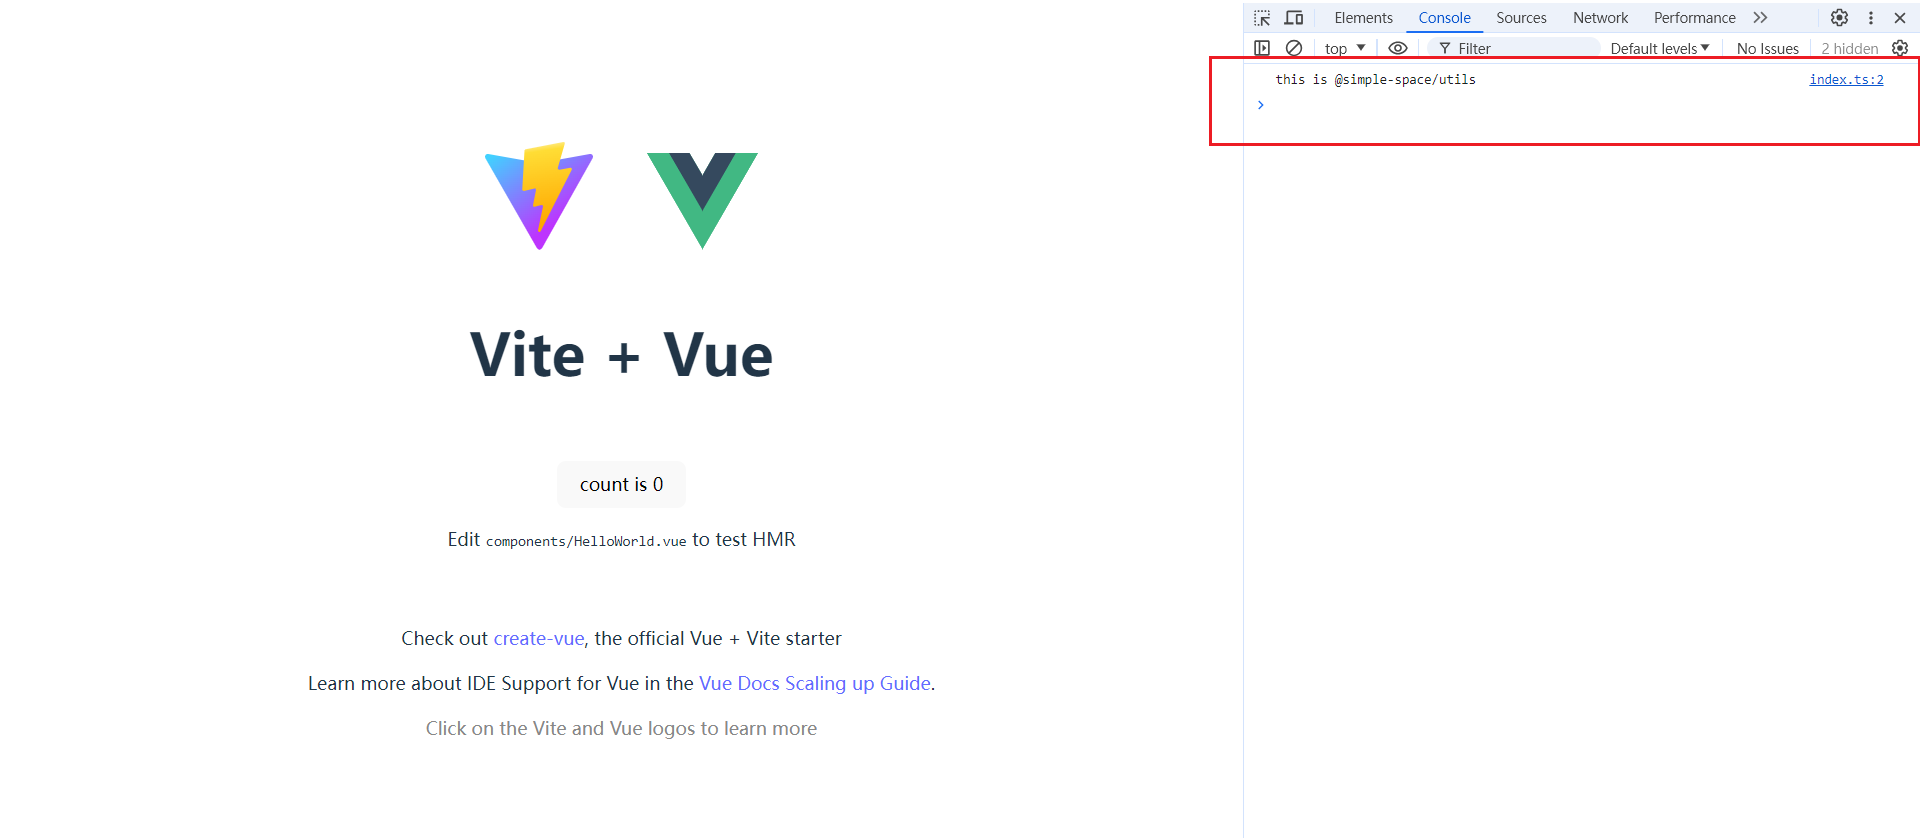 Elements Console Sources Network Performance
top Filter Default levels No Issues 2 hidden
this is @simple-space/utils index.ts:2
Vite + Vue
count is 0
Edit components/HelloWorld.vue to test HMR
Check out create-vue, the official Vue + Vite starter
Learn more about IDE Support for Vue in the Vue Docs Scaling up Guide.
Click on the Vite and Vue logos to learn more